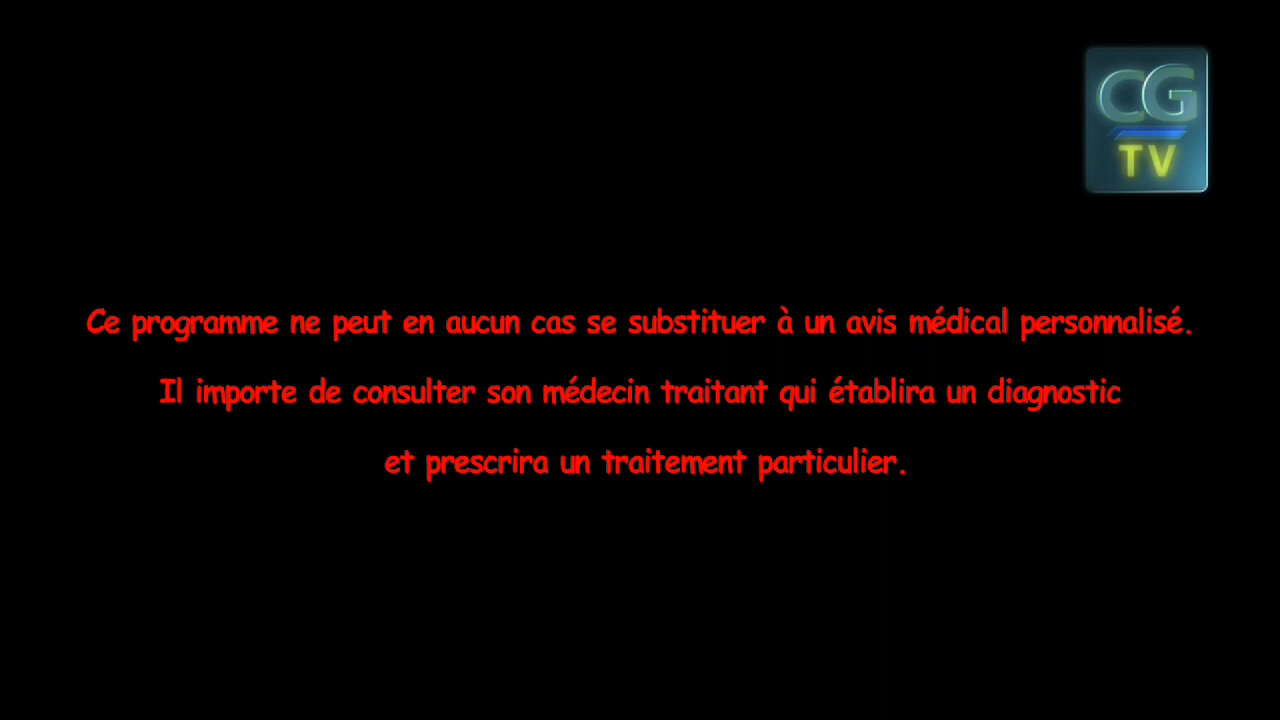 CG
TV
Ce programme ne peut en aucun cas se substituer à un avis médical personnalisé.
Il importe de consulter son médecin traitant qui établira un diagnostic
et prescrira un traitement particulier.